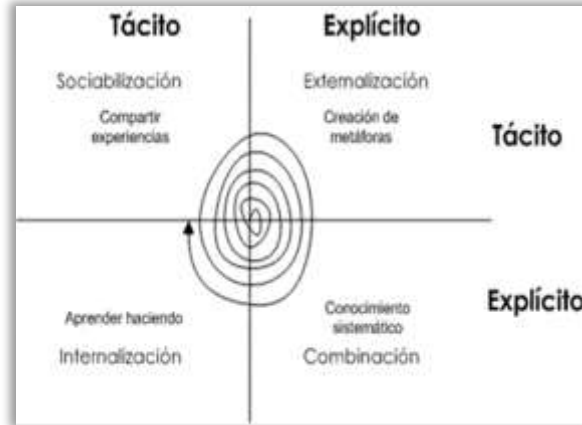 Tácito
Explícito
Sociabilización
Externalización
Compartir
experiencias
Creación de
metáforas
Tácito
Explícito
Aprender haciendo
Conocimiento
sistemático
Internalización
Combinación